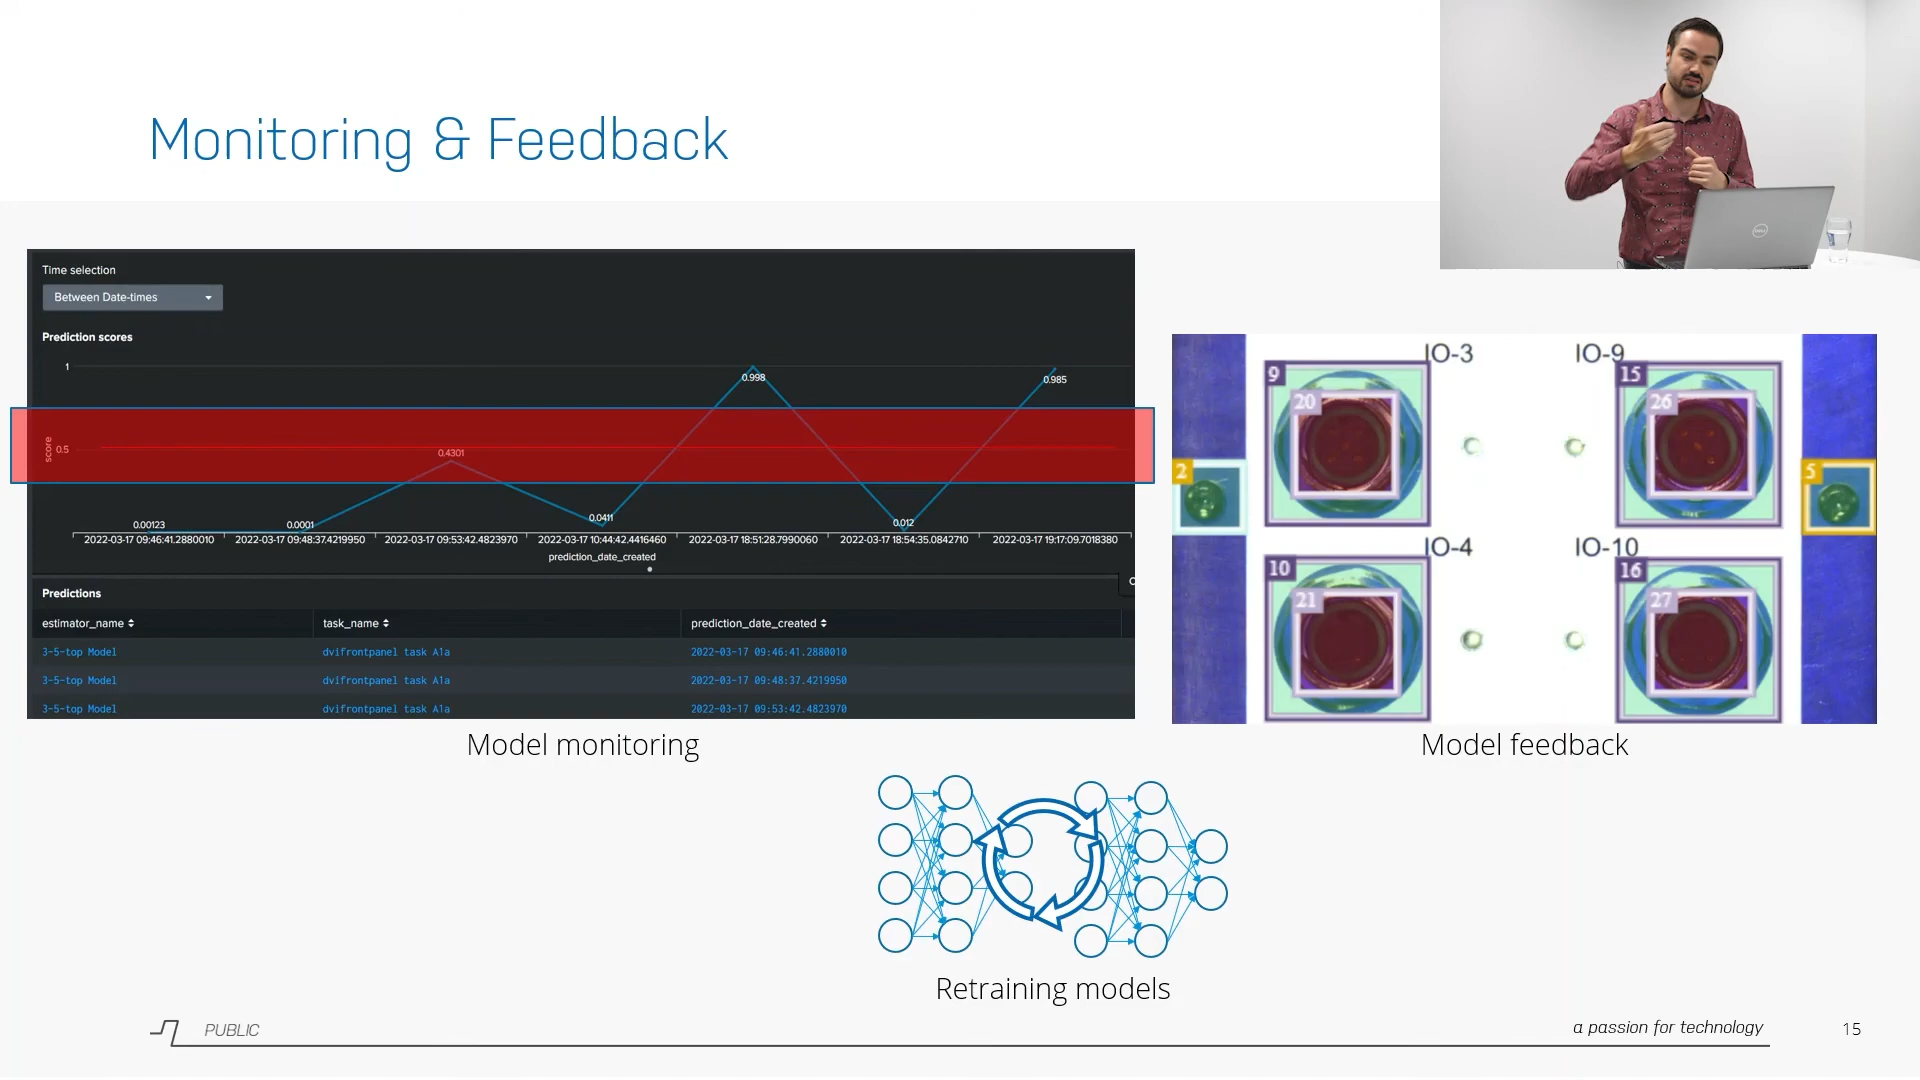 Monitoring & Feedback
Time selection
Between Date-times
Prediction scores
1
0.998
0.985
score
0.5
0.4301
0.00123
0.0001
0.0411
0.012
2022-03-17 09:46:41.2880010
2022-03-17 09:48:37.4219950
2022-03-17 09:53:42.4823970
2022-03-17 10:44:42.4416460
2022-03-17 18:51:28.7990060
2022-03-17 18:54:35.0842710
2022-03-17 19:17:09.7018380
prediction_date_created
Predictions
estimator_name task_name prediction_date_created
3-5-top Model dvifrontpanel task A1a 2022-03-17 09:46:41.2880010
3-5-top Model dvifrontpanel task A1a 2022-03-17 09:48:37.4219950
3-5-top Model dvifrontpanel task A1a 2022-03-17 09:53:42.4823970
Model monitoring
IO-3 IO-9
9 15
20 26
2 5
IO-4 IO-10
10 16
21 27
Model feedback
DELL
Retraining models
PUBLIC
a passion for technology
15